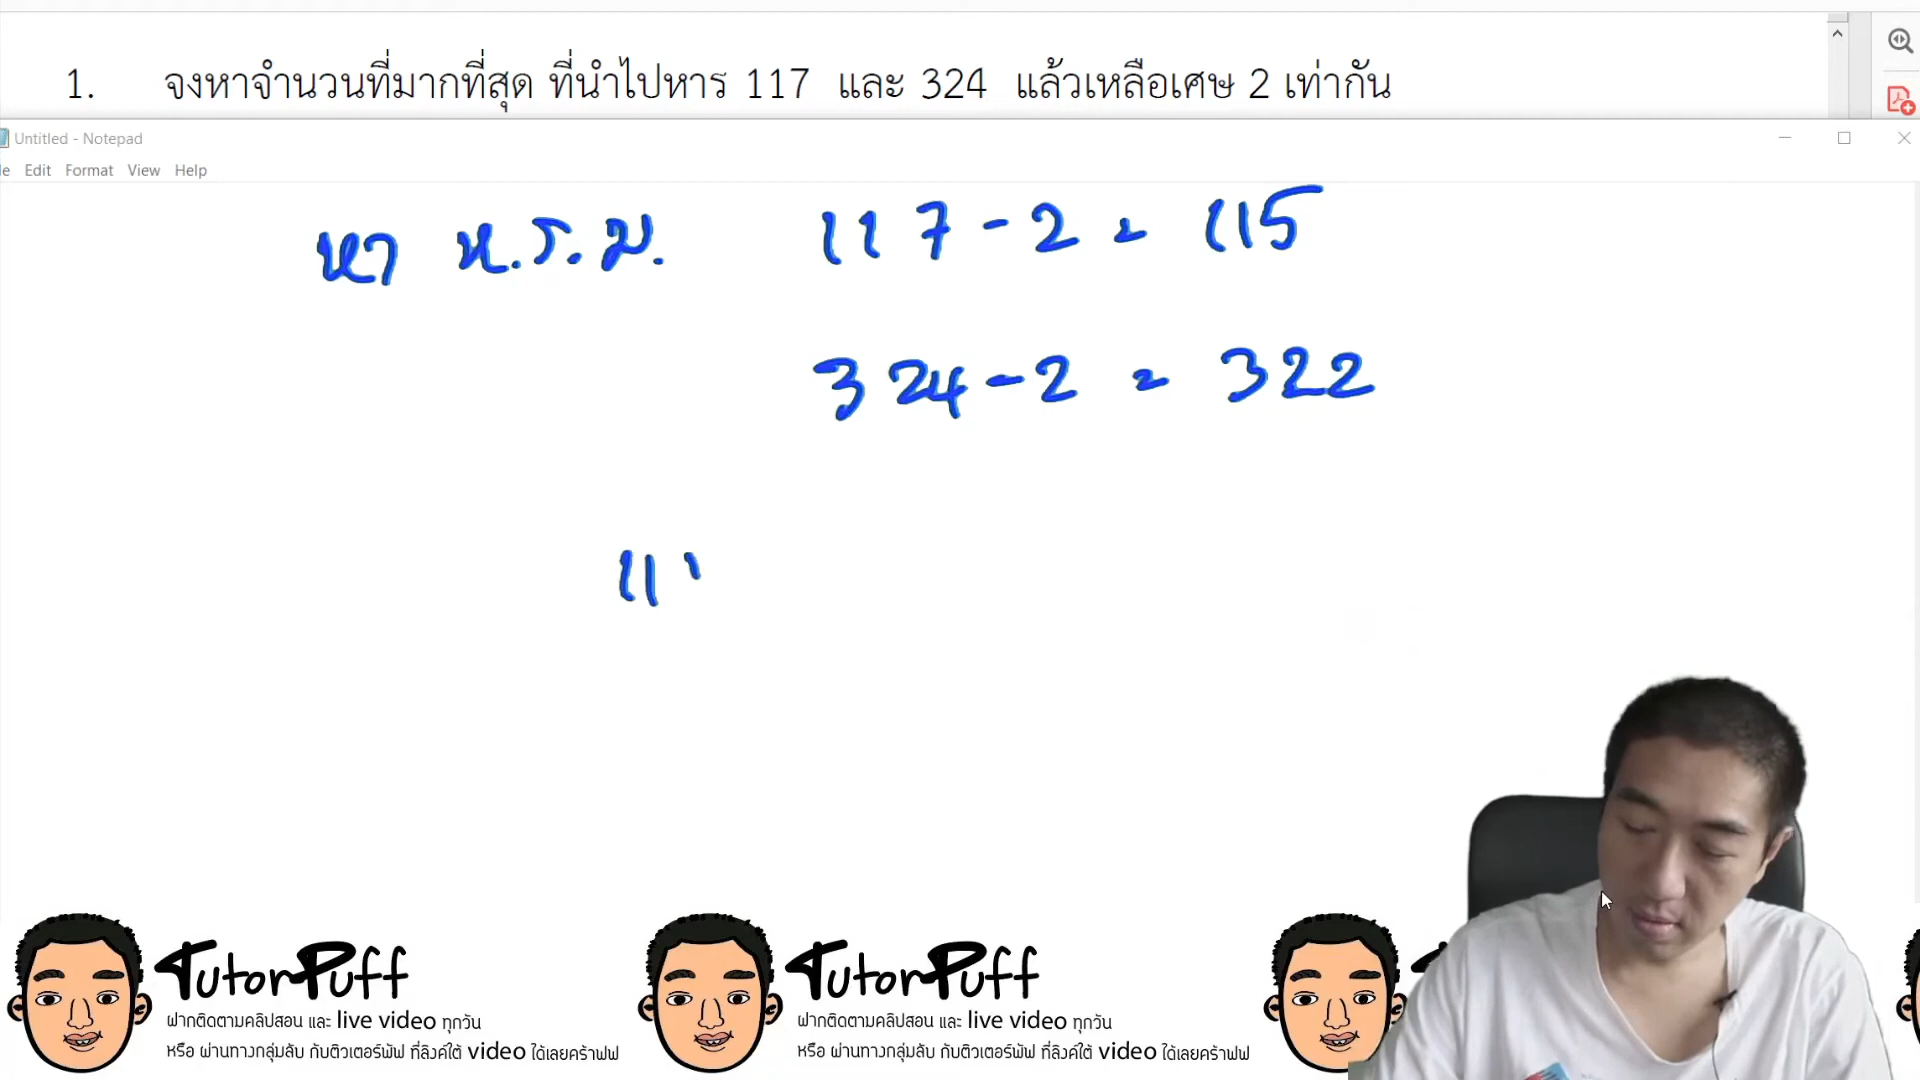 1. จงหาจำนวนที่มากที่สุด ที่นำไปหาร 117 และ 324 แล้วเหลือเศษ 2 เท่ากัน
Untitled - Notepad
le Edit Format View Help
หา ห.ร.ม. 117 - 2 = 115
324 - 2 = 322
11
TutorPuff
ฝากติดตามคลิปสอน และ live video ทุกวัน
หรือ ผ่านทางกลุ่มลับ กับติวเตอร์พัฟ ที่ลิงค์ใต้ video ได้เลยคร้าฟฟ
TutorPuff
ฝากติดตามคลิปสอน และ live video ทุกวัน
หรือ ผ่านทางกลุ่มลับ กับติวเตอร์พัฟ ที่ลิงค์ใต้ video ได้เลยคร้าฟฟ